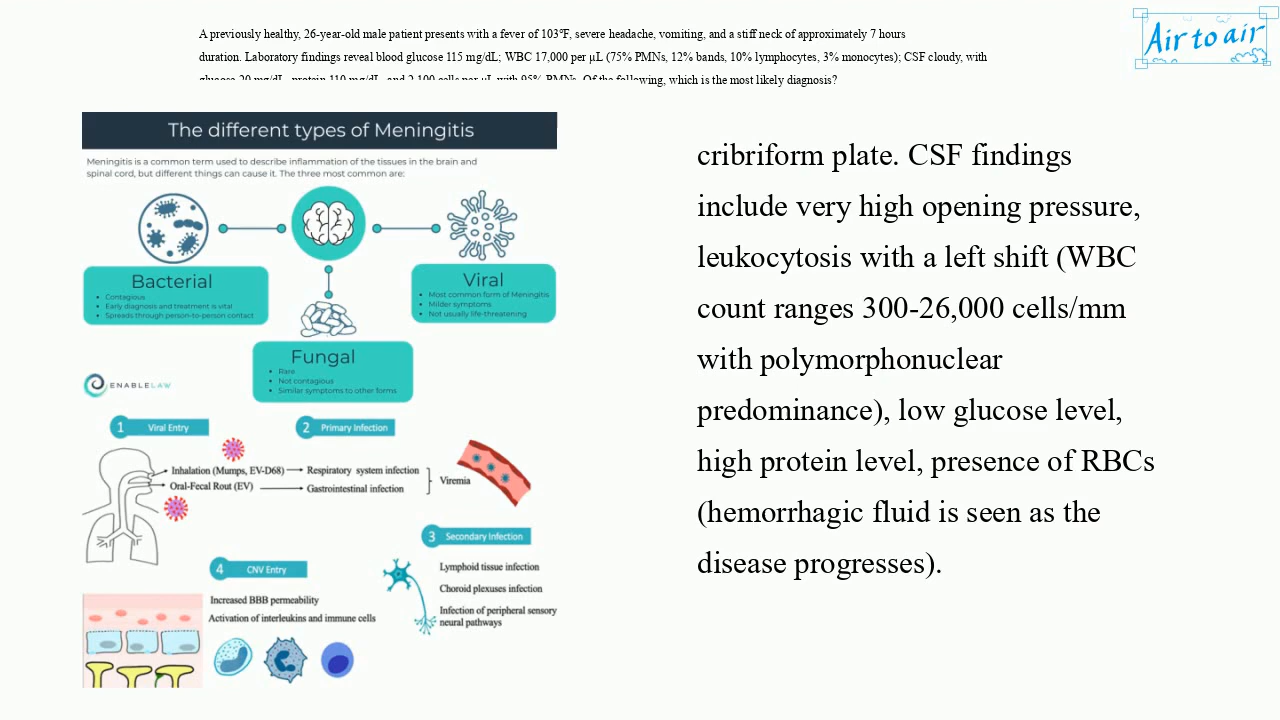 A previously healthy, 26-year-old male patient presents with a fever of 103°F, severe headache, vomiting, and a stiff neck of approximately 7 hours
duration. Laboratory findings reveal blood glucose 115 mg/dL; WBC 17,000 per µL (75% PMNs, 12% bands, 10% lymphocytes, 3% monocytes); CSF cloudy, with
glucose 20 mg/dL, protein 110 mg/dL, and 2,100 cells per µL with 95% PMNs. Of the following, which is the most likely diagnosis?
Air to air
The different types of Meningitis
Meningitis is a common term used to describe inflammation of the tissues in the brain and
spinal cord, but different things can cause it. The three most common are:
Bacterial
• Contagious
• Early diagnosis and treatment is vital
• Spreads through person-to-person contact
Viral
• Most common form of Meningitis
• Milder symptoms
• Not usually life-threatening
Fungal
• Rare
• Not contagious
• Similar symptoms to other forms
ENABLELAW
1 Viral Entry
2 Primary Infection
Inhalation (Mumps, EV-D68)
Respiratory system infection
Oral-Fecal Rout (EV)
Gastrointestinal infection
Viremia
3 Secondary Infection
Lymphoid tissue infection
Choroid plexuses infection
Infection of peripheral sensory
neural pathways
4 CNV Entry
Increased BBB permeability
Activation of interleukins and immune cells
cribriform plate. CSF findings
include very high opening pressure,
leukocytosis with a left shift (WBC
count ranges 300-26,000 cells/mm
with polymorphonuclear
predominance), low glucose level,
high protein level, presence of RBCs
(hemorrhagic fluid is seen as the
disease progresses).